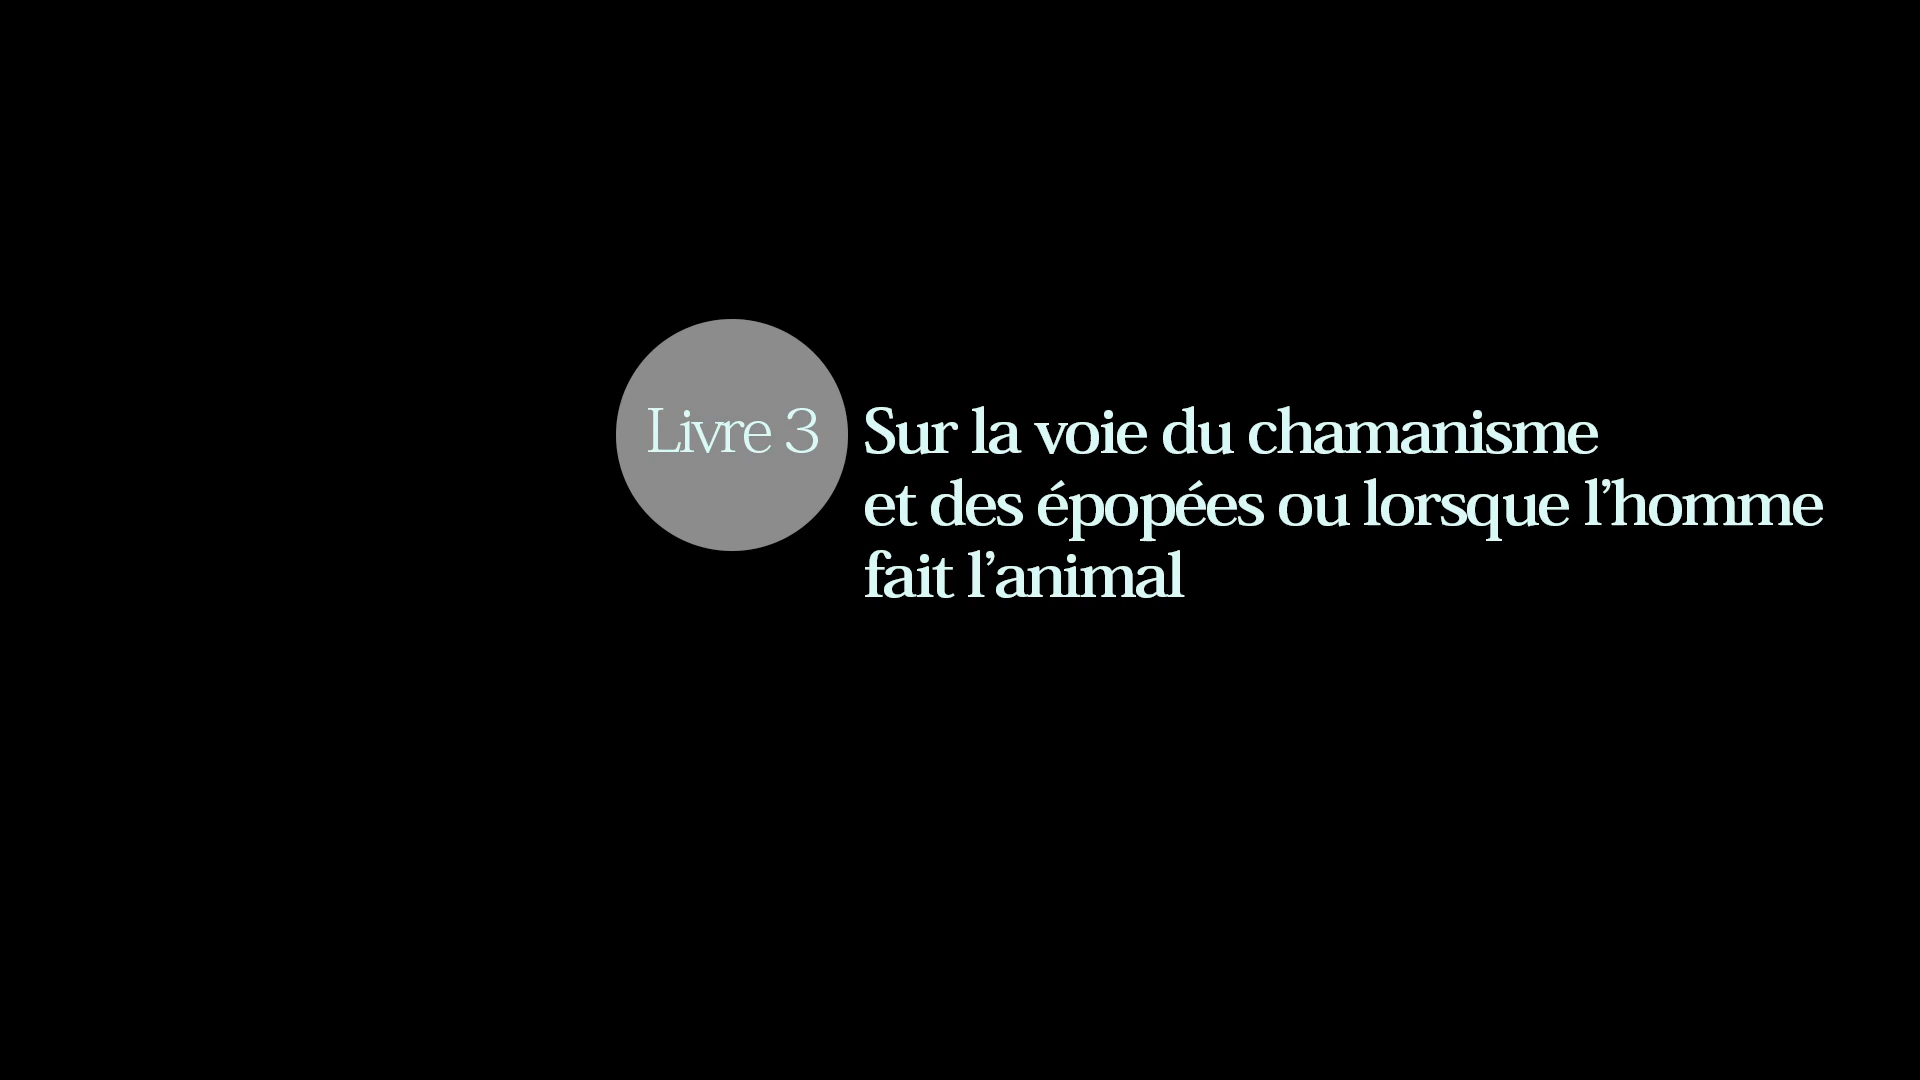 Livre 3 Sur la voie du chamanisme
et des épopées ou lorsque l’homme
fait l’animal